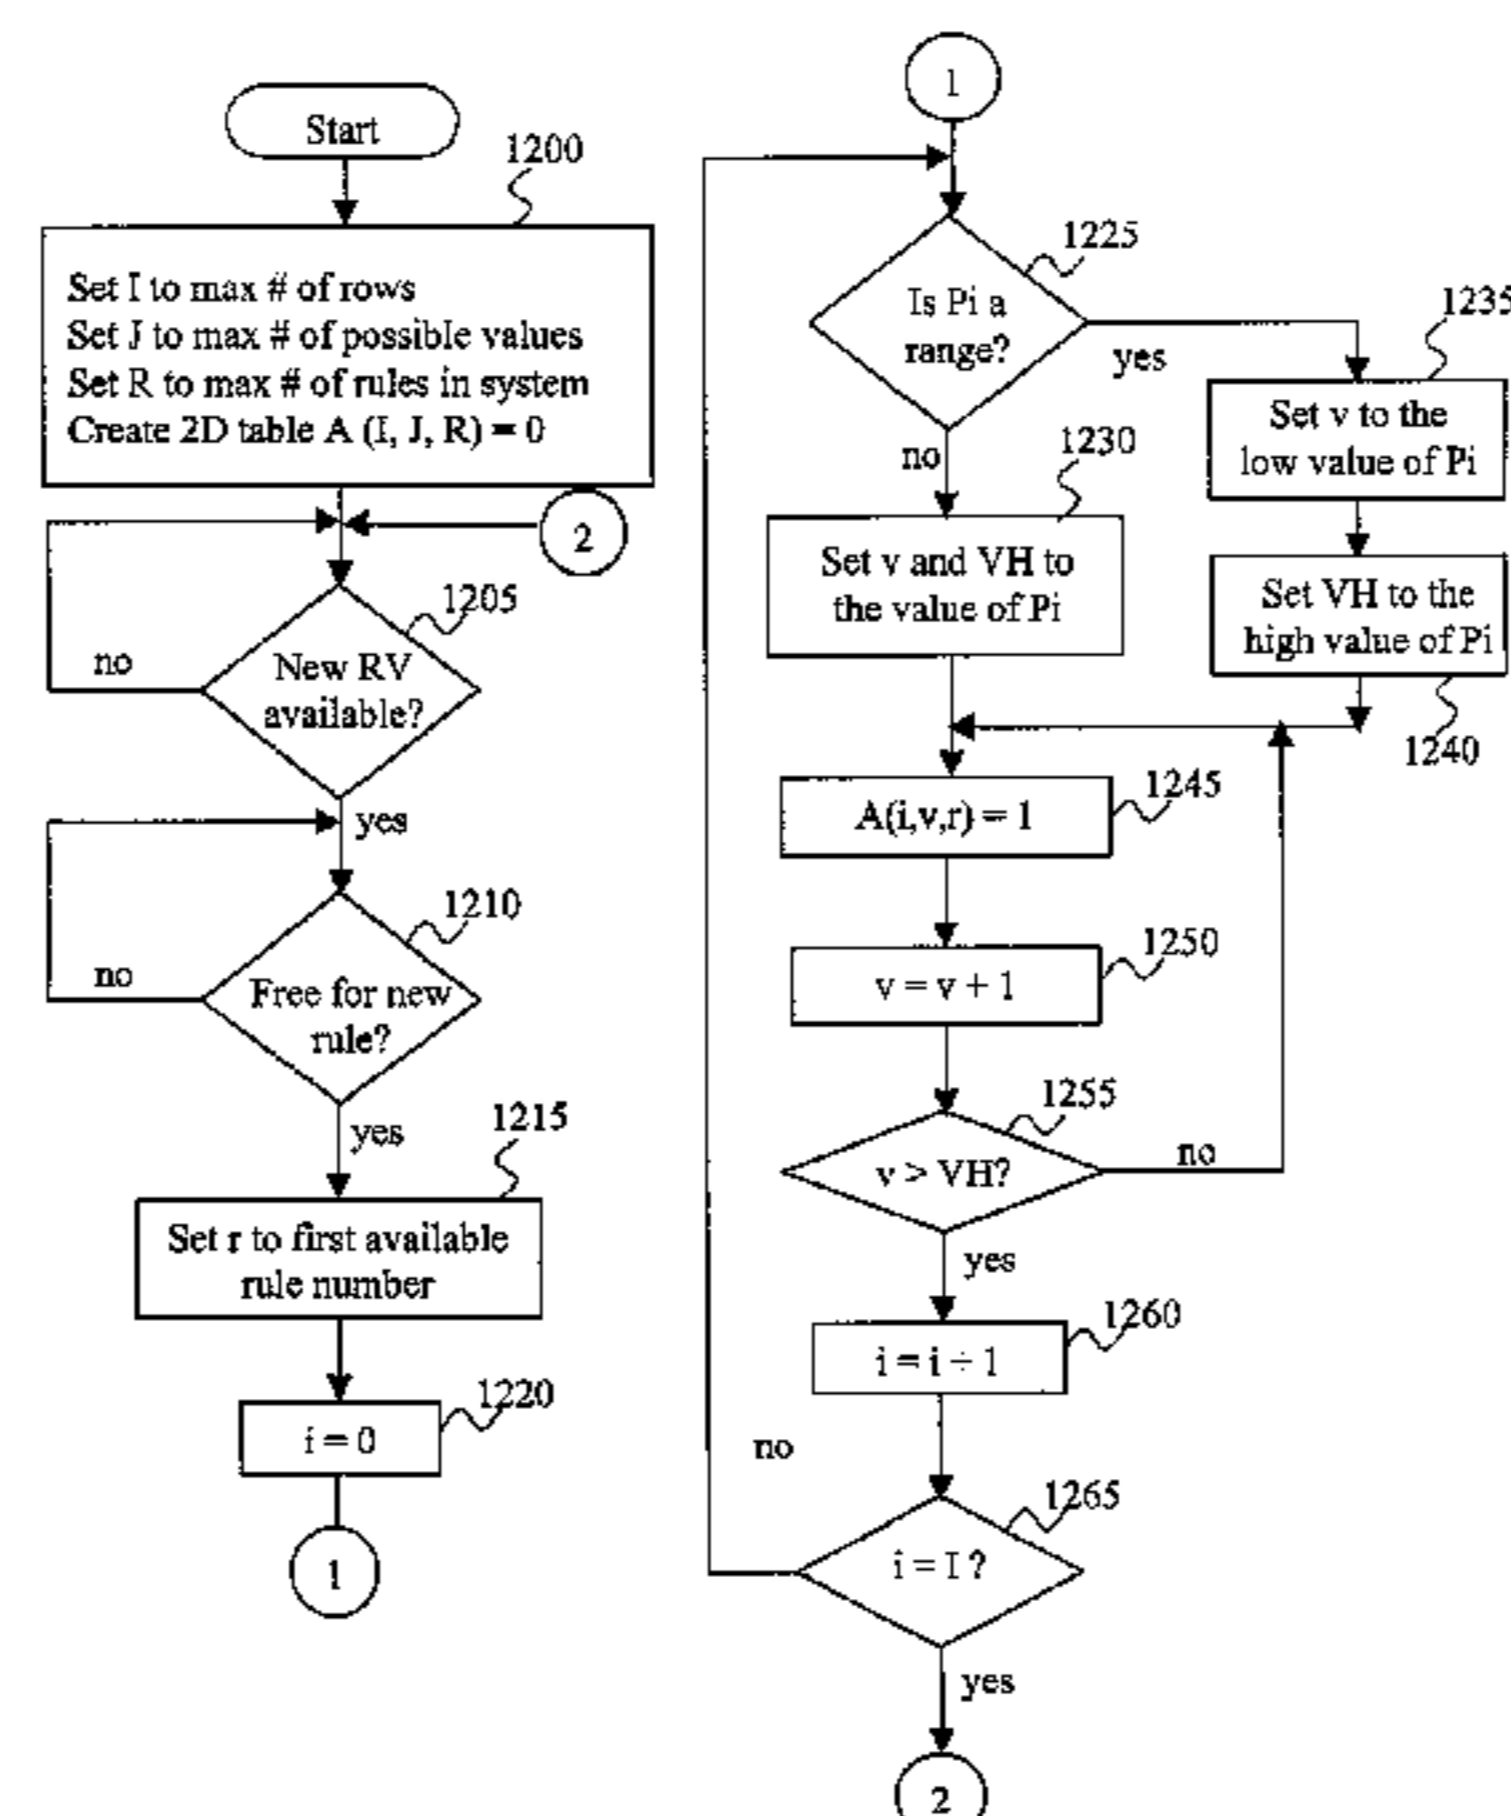 Start
1200
Set I to max # of rows
Set J to max # of possible values
Set R to max # of rules in system
Create 2D table A (I, J, R) = 0
2
1205
New RV
available?
no
yes
1210
Free for new
rule?
no
yes
1215
Set r to first available
rule number
1220
i = 0
1
1
1225
Is Pi a
range?
yes
no
1235
Set v to the
low value of Pi
1230
Set v and VH to
the value of Pi
Set VH to the
high value of Pi
1240
1245
A(i,v,r) = 1
1250
v = v + 1
1255
v > VH?
no
yes
1260
i = i + 1
no
1265
i = I ?
yes
2